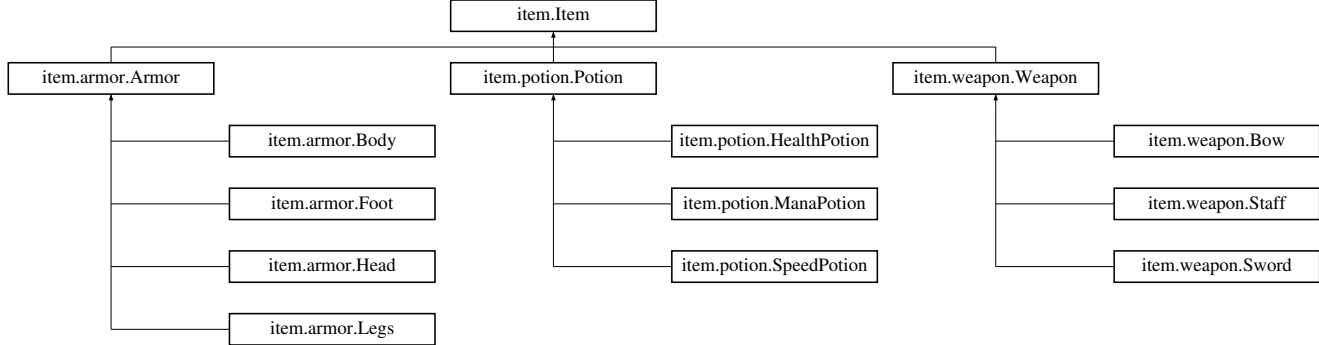 item.Item
item.armor.Armor item.potion.Potion item.weapon.Weapon
item.armor.Body item.potion.HealthPotion item.weapon.Bow
item.armor.Foot item.potion.ManaPotion item.weapon.Staff
item.armor.Head item.potion.SpeedPotion item.weapon.Sword
item.armor.Legs